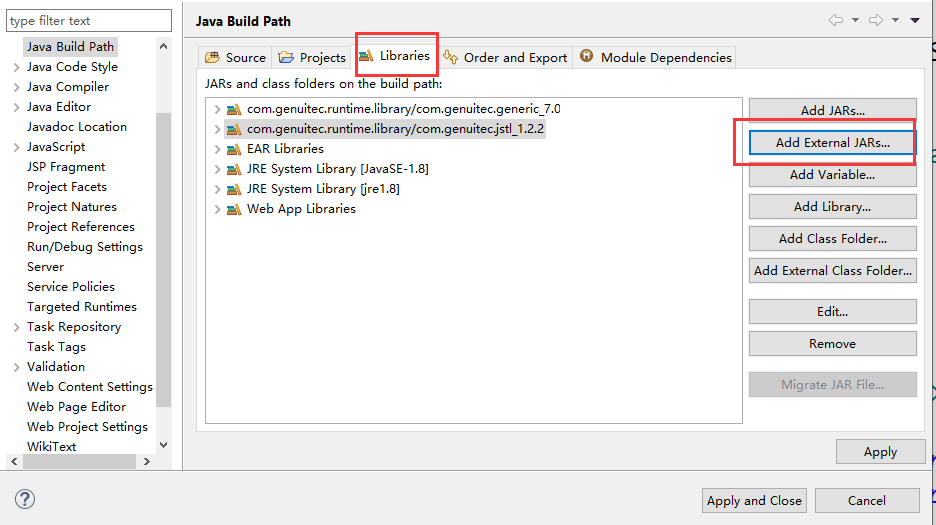 type filter text
Java Build Path
Java Code Style
Java Compiler
Java Editor
Javadoc Location
JavaScript
JSP Fragment
Project Facets
Project Natures
Project References
Run/Debug Settings
Server
Service Policies
Targeted Runtimes
Task Repository
Task Tags
Validation
Web Content Settings
Web Page Editor
Web Project Settings
WikiText
Java Build Path
Source Projects Libraries Order and Export Module Dependencies
JARs and class folders on the build path:
com.genuitec.runtime.library/com.genuitec.generic_7.0
com.genuitec.runtime.library/com.genuitec.jstl_1.2.2
EAR Libraries
JRE System Library [JavaSE-1.8]
JRE System Library [jre1.8]
Web App Libraries
Add JARs...
Add External JARs...
Add Variable...
Add Library...
Add Class Folder...
Add External Class Folder...
Edit...
Remove
Migrate JAR File...
Apply
Apply and Close Cancel